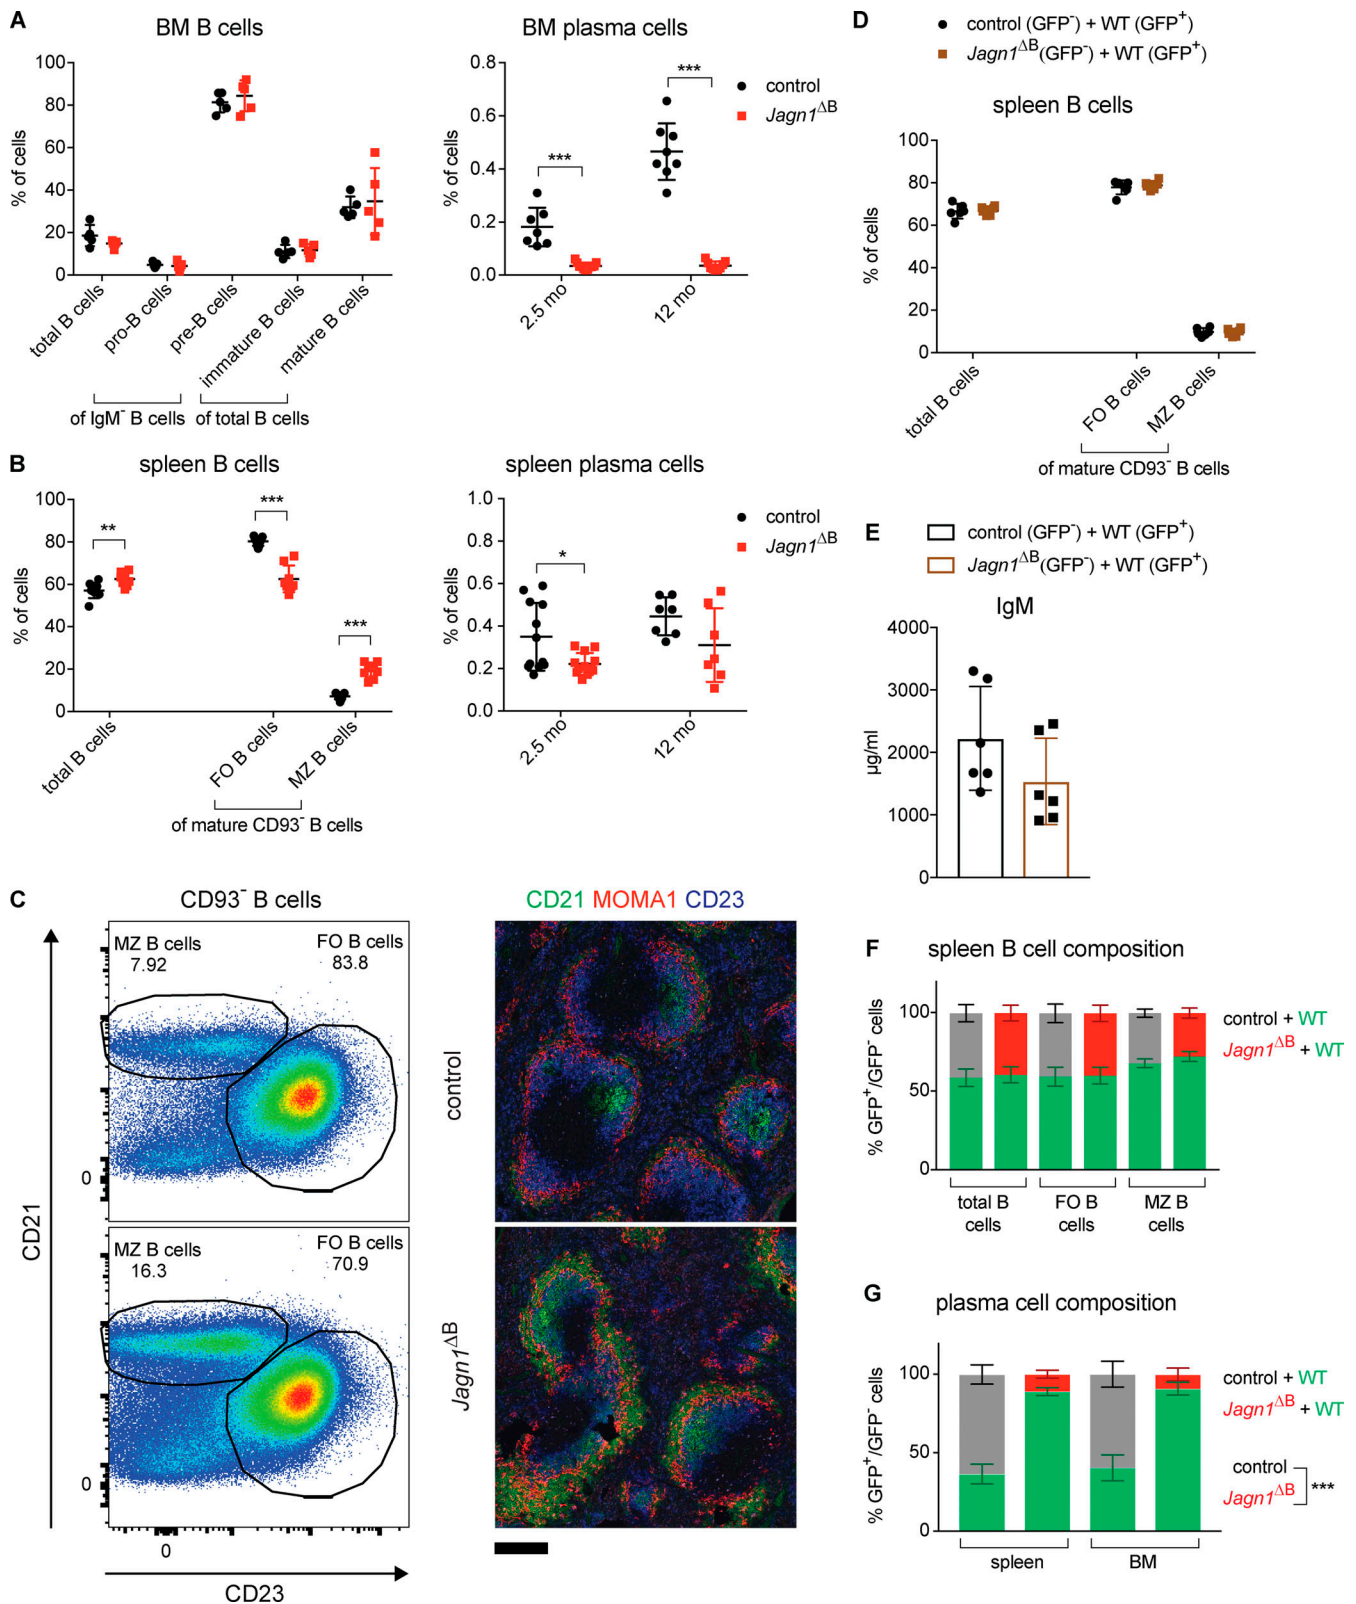 A
BM B cells
% of cells
100
80
60
40
20
0
total B cells
pro-B cells
pre-B cells
immature B cells
mature B cells
of IgM⁻ B cells
of total B cells
BM plasma cells
% of cells
0.8
0.6
0.4
0.2
0.0
***
***
2.5 mo
12 mo
control
Jagn1ΔB
B
spleen B cells
% of cells
100
80
60
40
20
0
**
***
***
total B cells
FO B cells
MZ B cells
of mature CD93⁻ B cells
spleen plasma cells
% of cells
1.0
0.8
0.6
0.4
0.2
0.0
*
2.5 mo
12 mo
control
Jagn1ΔB
C
CD93⁻ B cells
MZ B cells
7.92
FO B cells
83.8
0
MZ B cells
16.3
FO B cells
70.9
0
0
CD21
CD23
CD21 MOMA1 CD23
control
Jagn1ΔB
D
control (GFP⁻) + WT (GFP⁺)
Jagn1ΔB(GFP⁻) + WT (GFP⁺)
spleen B cells
% of cells
100
80
60
40
20
0
total B cells
FO B cells
MZ B cells
of mature CD93⁻ B cells
E
control (GFP⁻) + WT (GFP⁺)
Jagn1ΔB(GFP⁻) + WT (GFP⁺)
IgM
µg/ml
4000
3000
2000
1000
0
F
spleen B cell composition
% GFP⁺/GFP⁻ cells
100
50
0
total B
cells
FO B
cells
MZ B
cells
control + WT
Jagn1ΔB + WT
G
plasma cell composition
% GFP⁺/GFP⁻ cells
100
50
0
spleen
BM
control + WT
Jagn1ΔB + WT
control
Jagn1ΔB
***